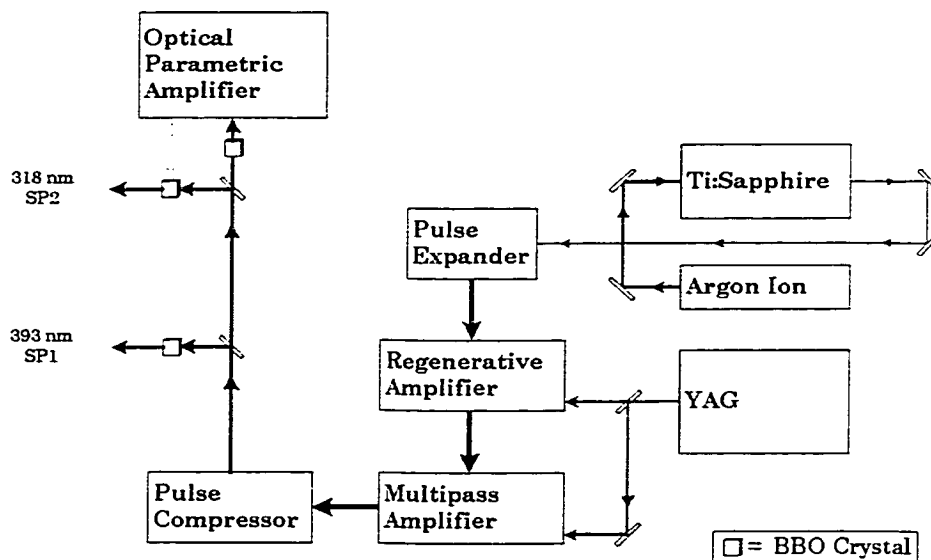 Optical
Parametric
Amplifier
318 nm
SP2
Ti:Sapphire
Pulse
Expander
Argon Ion
393 nm
SP1
Regenerative
Amplifier
YAG
Pulse
Compressor
Multipass
Amplifier
= BBO Crystal